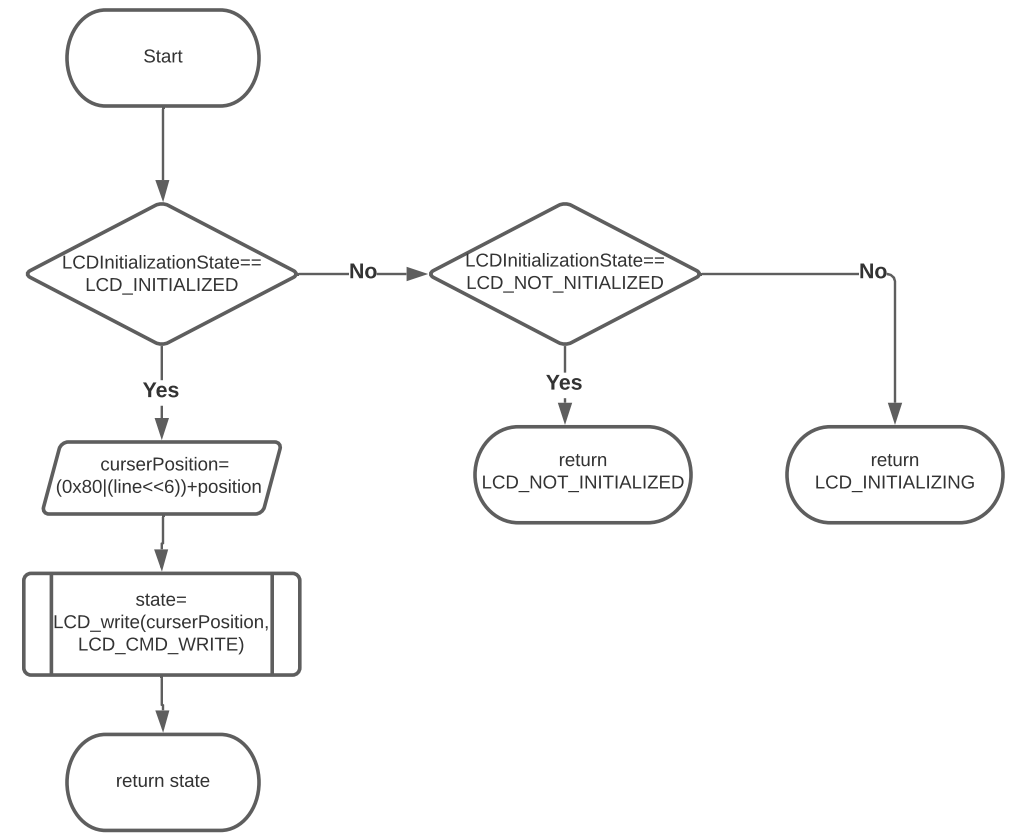 Start
LCDInitializationState==
LCD_INITIALIZED
No
LCDInitializationState==
LCD_NOT_NITIALIZED
No
Yes
Yes
curserPosition=
(0x80|(line<<6))+position
return
LCD_NOT_INITIALIZED
return
LCD_INITIALIZING
state=
LCD_write(curserPosition,
LCD_CMD_WRITE)
return state